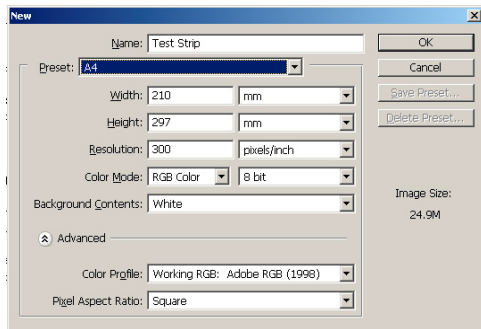 New
Name: Test Strip
OK
Preset: A4
Cancel
Width: 210 mm
Save Preset...
Height: 297 mm
Delete Preset...
Resolution: 300 pixels/inch
Color Mode: RGB Color 8 bit
Image Size:
Background Contents: White
24.9M
Advanced
Color Profile: Working RGB: Adobe RGB (1998)
Pixel Aspect Ratio: Square